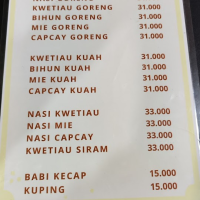 NASI GORENG
KWETIAU GORENG 31.000
BIHUN GORENG 31.000
MIE GORENG 31.000
CAPCAY GORENG 31.000
KWETIAU KUAH 31.000
BIHUN KUAH 31.000
MIE KUAH 31.000
CAPCAY KUAH 31.000
NASI KWETIAU 33.000
NASI MIE 33.000
NASI CAPCAY 33.000
KWETIAU SIRAM 33.000
BABI KECAP 15.000
KUPING 15.000